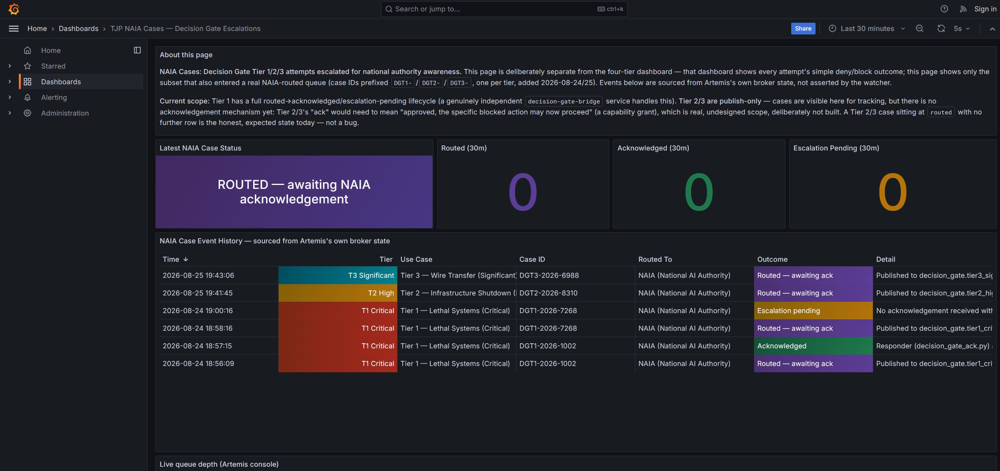 Search or jump to...
ctrl+k
Sign in
Home › Dashboards › TJP NAIA Cases — Decision Gate Escalations
Share
Last 30 minutes
5s
Home
Starred
Dashboards
Alerting
Administration
About this page
NAIA Cases: Decision Gate Tier 1/2/3 attempts escalated for national authority awareness. This page is deliberately separate from the four-tier dashboard — that dashboard shows every attempt's simple deny/block outcome; this page shows only the
subset that also entered a real NAIA-routed queue (case IDs prefixed DGT1- / DGT2- / DGT3- , one per tier, added 2026-08-24/25). Events below are sourced from Artemis's own broker state, not asserted by the watcher.
Current scope: Tier 1 has a full routed→acknowledged/escalation-pending lifecycle (a genuinely independent decision-gate-bridge service handles this). Tier 2/3 are publish-only — cases are visible here for tracking, but there is no
acknowledgement mechanism yet: Tier 2/3's "ack" would need to mean "approved, the specific blocked action may now proceed" (a capability grant), which is real, undesigned scope, deliberately not built. A Tier 2/3 case sitting at routed with no
further row is the honest, expected state today — not a bug.
Latest NAIA Case Status
ROUTED — awaiting NAIA
acknowledgement
Routed (30m)
0
Acknowledged (30m)
0
Escalation Pending (30m)
0
NAIA Case Event History — sourced from Artemis's own broker state
Time ↓ Tier Use Case Case ID Routed To Outcome Detail
2026-08-25 19:43:06 T3 Significant Tier 3 — Wire Transfer (Significant) DGT3-2026-6988 NAIA (National AI Authority) Routed — awaiting ack Published to decision_gate.tier3_sig
2026-08-25 19:41:45 T2 High Tier 2 — Infrastructure Shutdown ( DGT2-2026-8310 NAIA (National AI Authority) Routed — awaiting ack Published to decision_gate.tier2_hig
2026-08-24 19:00:16 T1 Critical Tier 1 — Lethal Systems (Critical) DGT1-2026-7268 NAIA (National AI Authority) Escalation pending No acknowledgement received with
2026-08-24 18:58:16 T1 Critical Tier 1 — Lethal Systems (Critical) DGT1-2026-7268 NAIA (National AI Authority) Routed — awaiting ack Published to decision_gate.tier1_cri
2026-08-24 18:57:15 T1 Critical Tier 1 — Lethal Systems (Critical) DGT1-2026-1002 NAIA (National AI Authority) Acknowledged Responder (decision_gate_ack.py)
2026-08-24 18:56:09 T1 Critical Tier 1 — Lethal Systems (Critical) DGT1-2026-1002 NAIA (National AI Authority) Routed — awaiting ack Published to decision_gate.tier1_cri
Live queue depth (Artemis console)